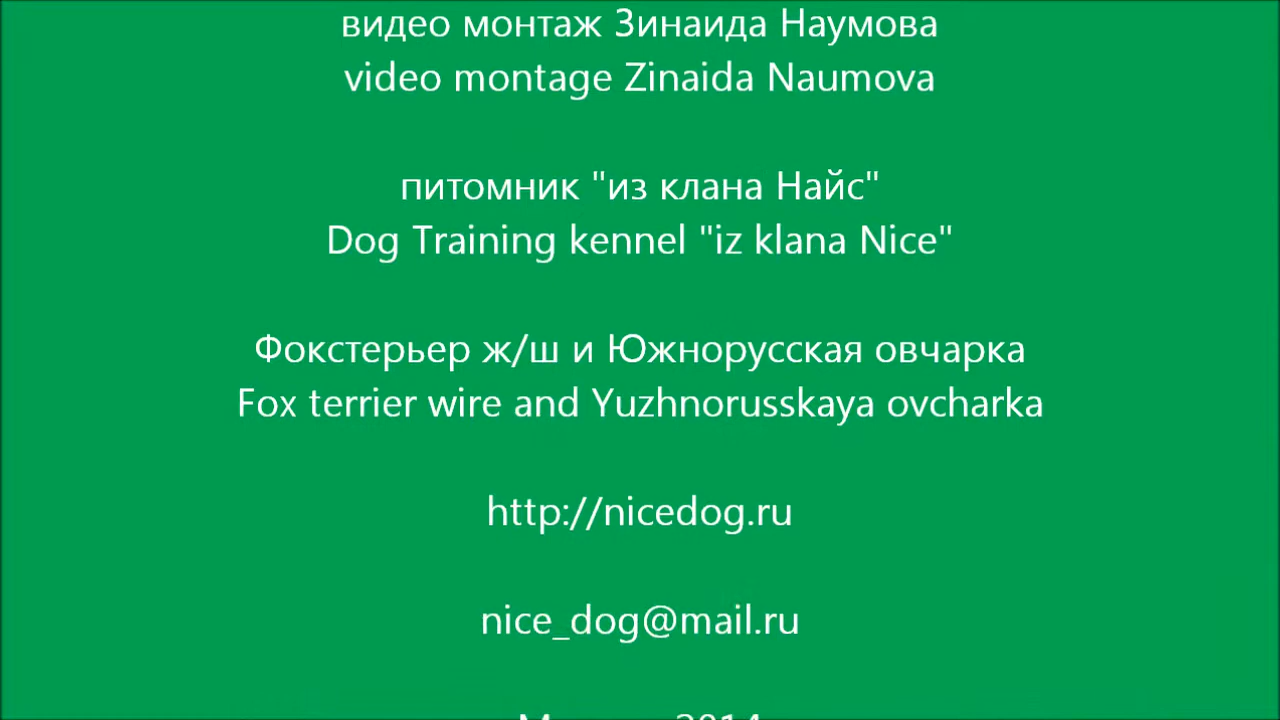 видео монтаж Зинаида Наумова
video montage Zinaida Naumova
питомник "из клана Найс"
Dog Training kennel "iz klana Nice"
Фокстерьер ж/ш и Южнорусская овчарка
Fox terrier wire and Yuzhnorusskaya ovcharka
http://nicedog.ru
nice_dog@mail.ru
2014